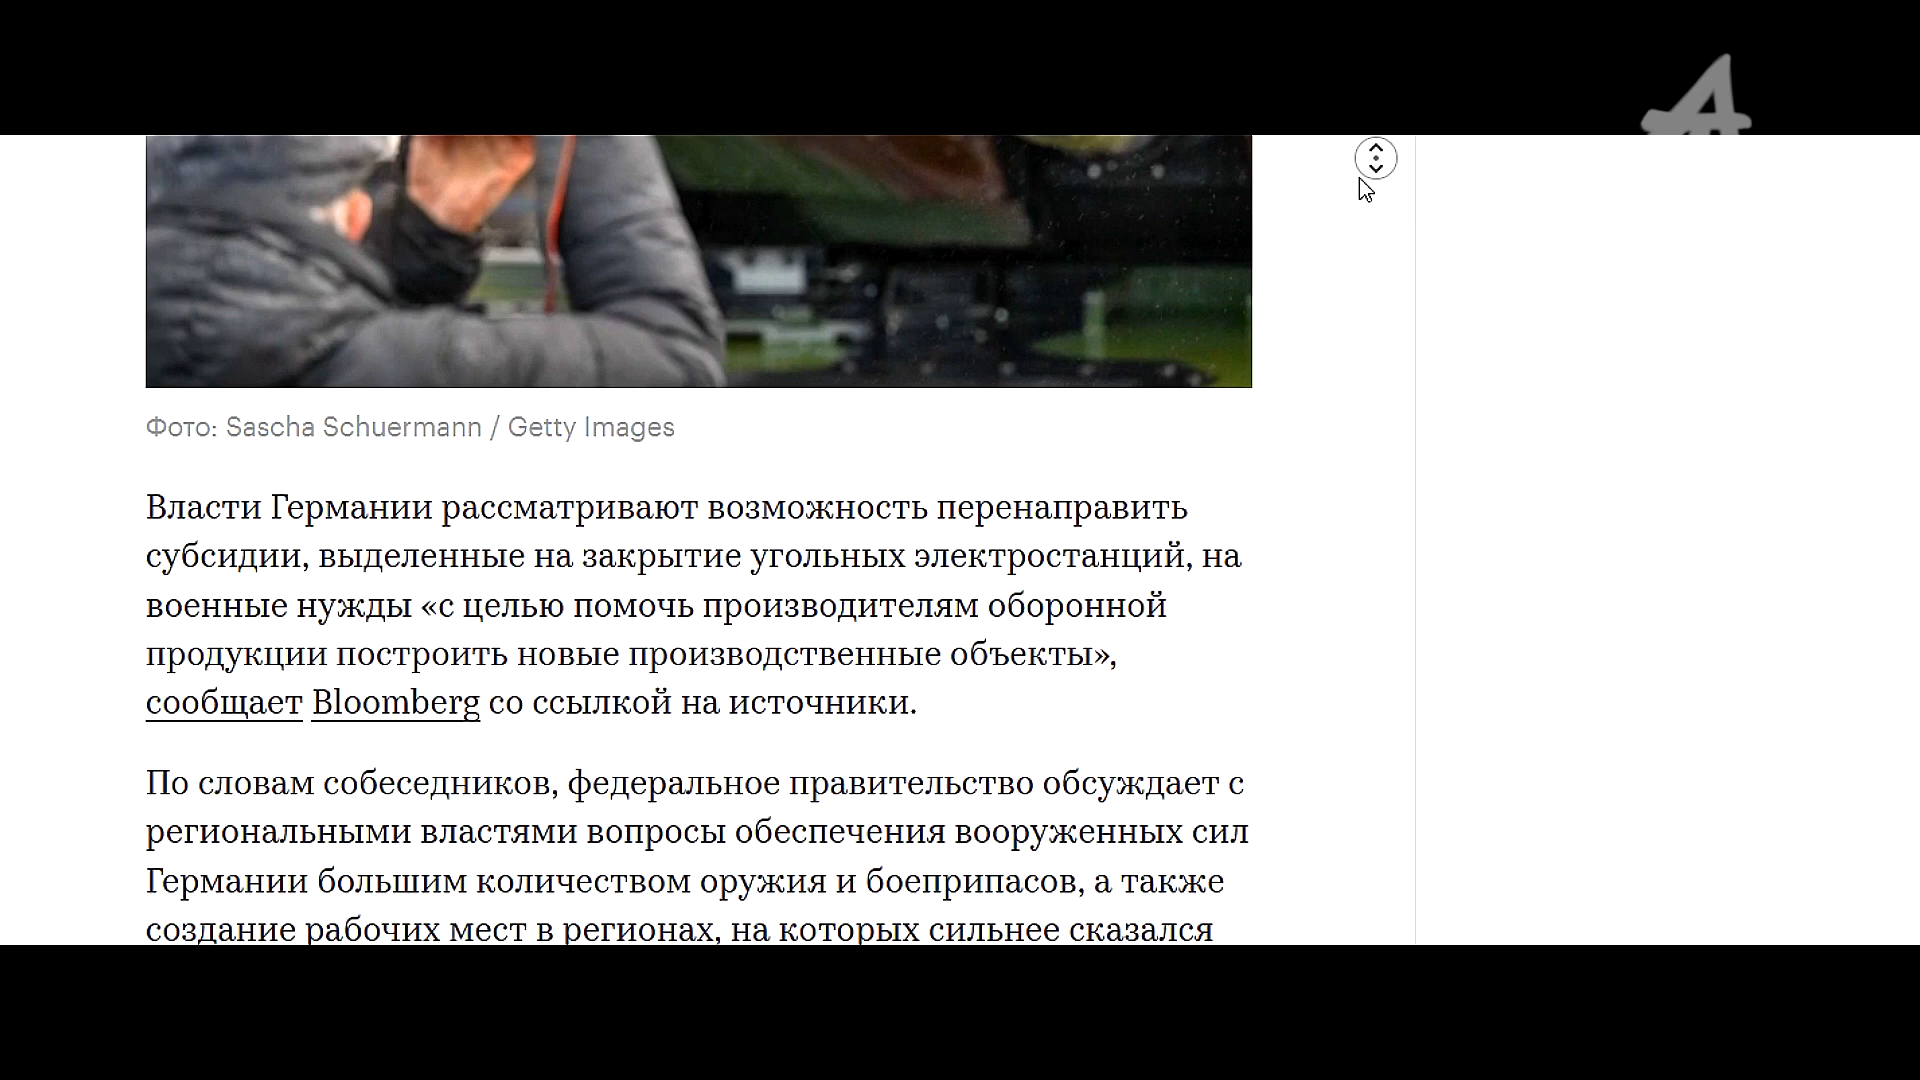 Фото: Sascha Schuermann / Getty Images
Власти Германии рассматривают возможность перенаправить
субсидии, выделенные на закрытие угольных электростанций, на
военные нужды «с целью помочь производителям оборонной
продукции построить новые производственные объекты»,
сообщает Bloomberg со ссылкой на источники.
По словам собеседников, федеральное правительство обсуждает с
региональными властями вопросы обеспечения вооруженных сил
Германии большим количеством оружия и боеприпасов, а также
создание рабочих мест в регионах, на которых сильнее сказался